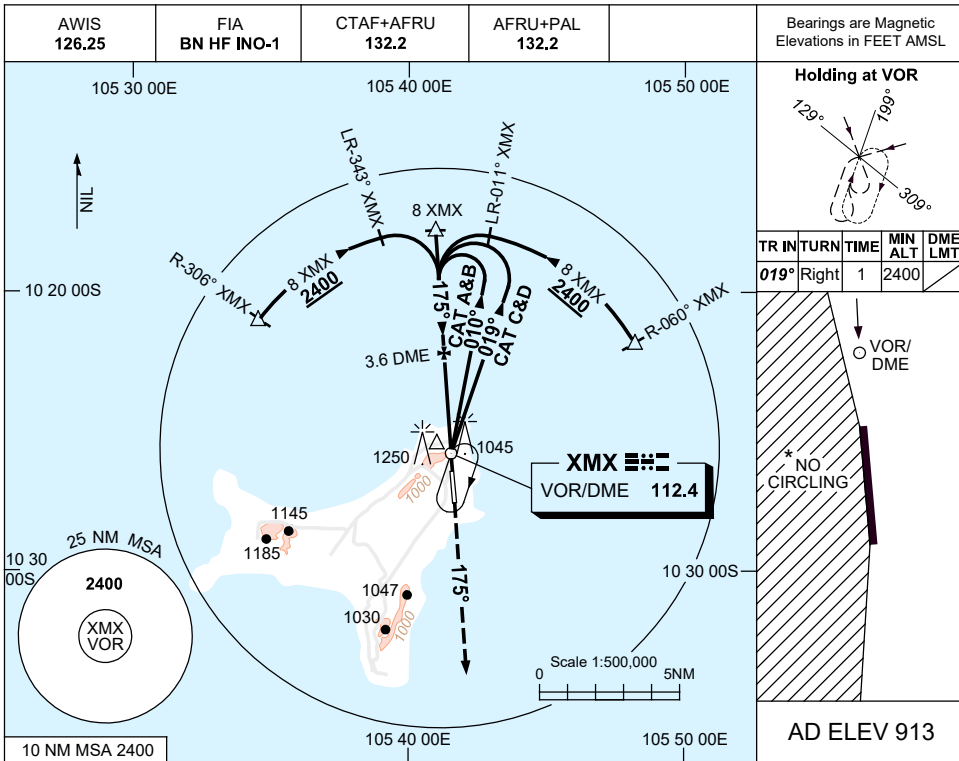 AWIS
126.25
FIA
BN HF INO-1
CTAF+AFRU
132.2
AFRU+PAL
132.2
Bearings are Magnetic
Elevations in FEET AMSL
105 30 00E
105 40 00E
105 50 00E
NIL
LR-343° XMX
8 XMX
LR-011° XMX
R-306° XMX
8 XMX
2400
8 XMX
2400
R-060° XMX
10 20 00S
175°
CAT A&B
010°
019°
CAT C&D
3.6 DME
1250
1045
1000
XMX
VOR/DME 112.4
1145
1185
1047
1030
1000
175°
10 30
00S
10 30 00S
25 NM MSA
2400
XMX
VOR
Scale 1:500,000
0
5NM
10 NM MSA 2400
105 40 00E
105 50 00E
Holding at VOR
129°
199°
309°
TR IN
TURN
TIME
MIN
ALT
DME
LMT
019°
Right
1
2400
VOR/
DME
* NO
CIRCLING
AD ELEV 913